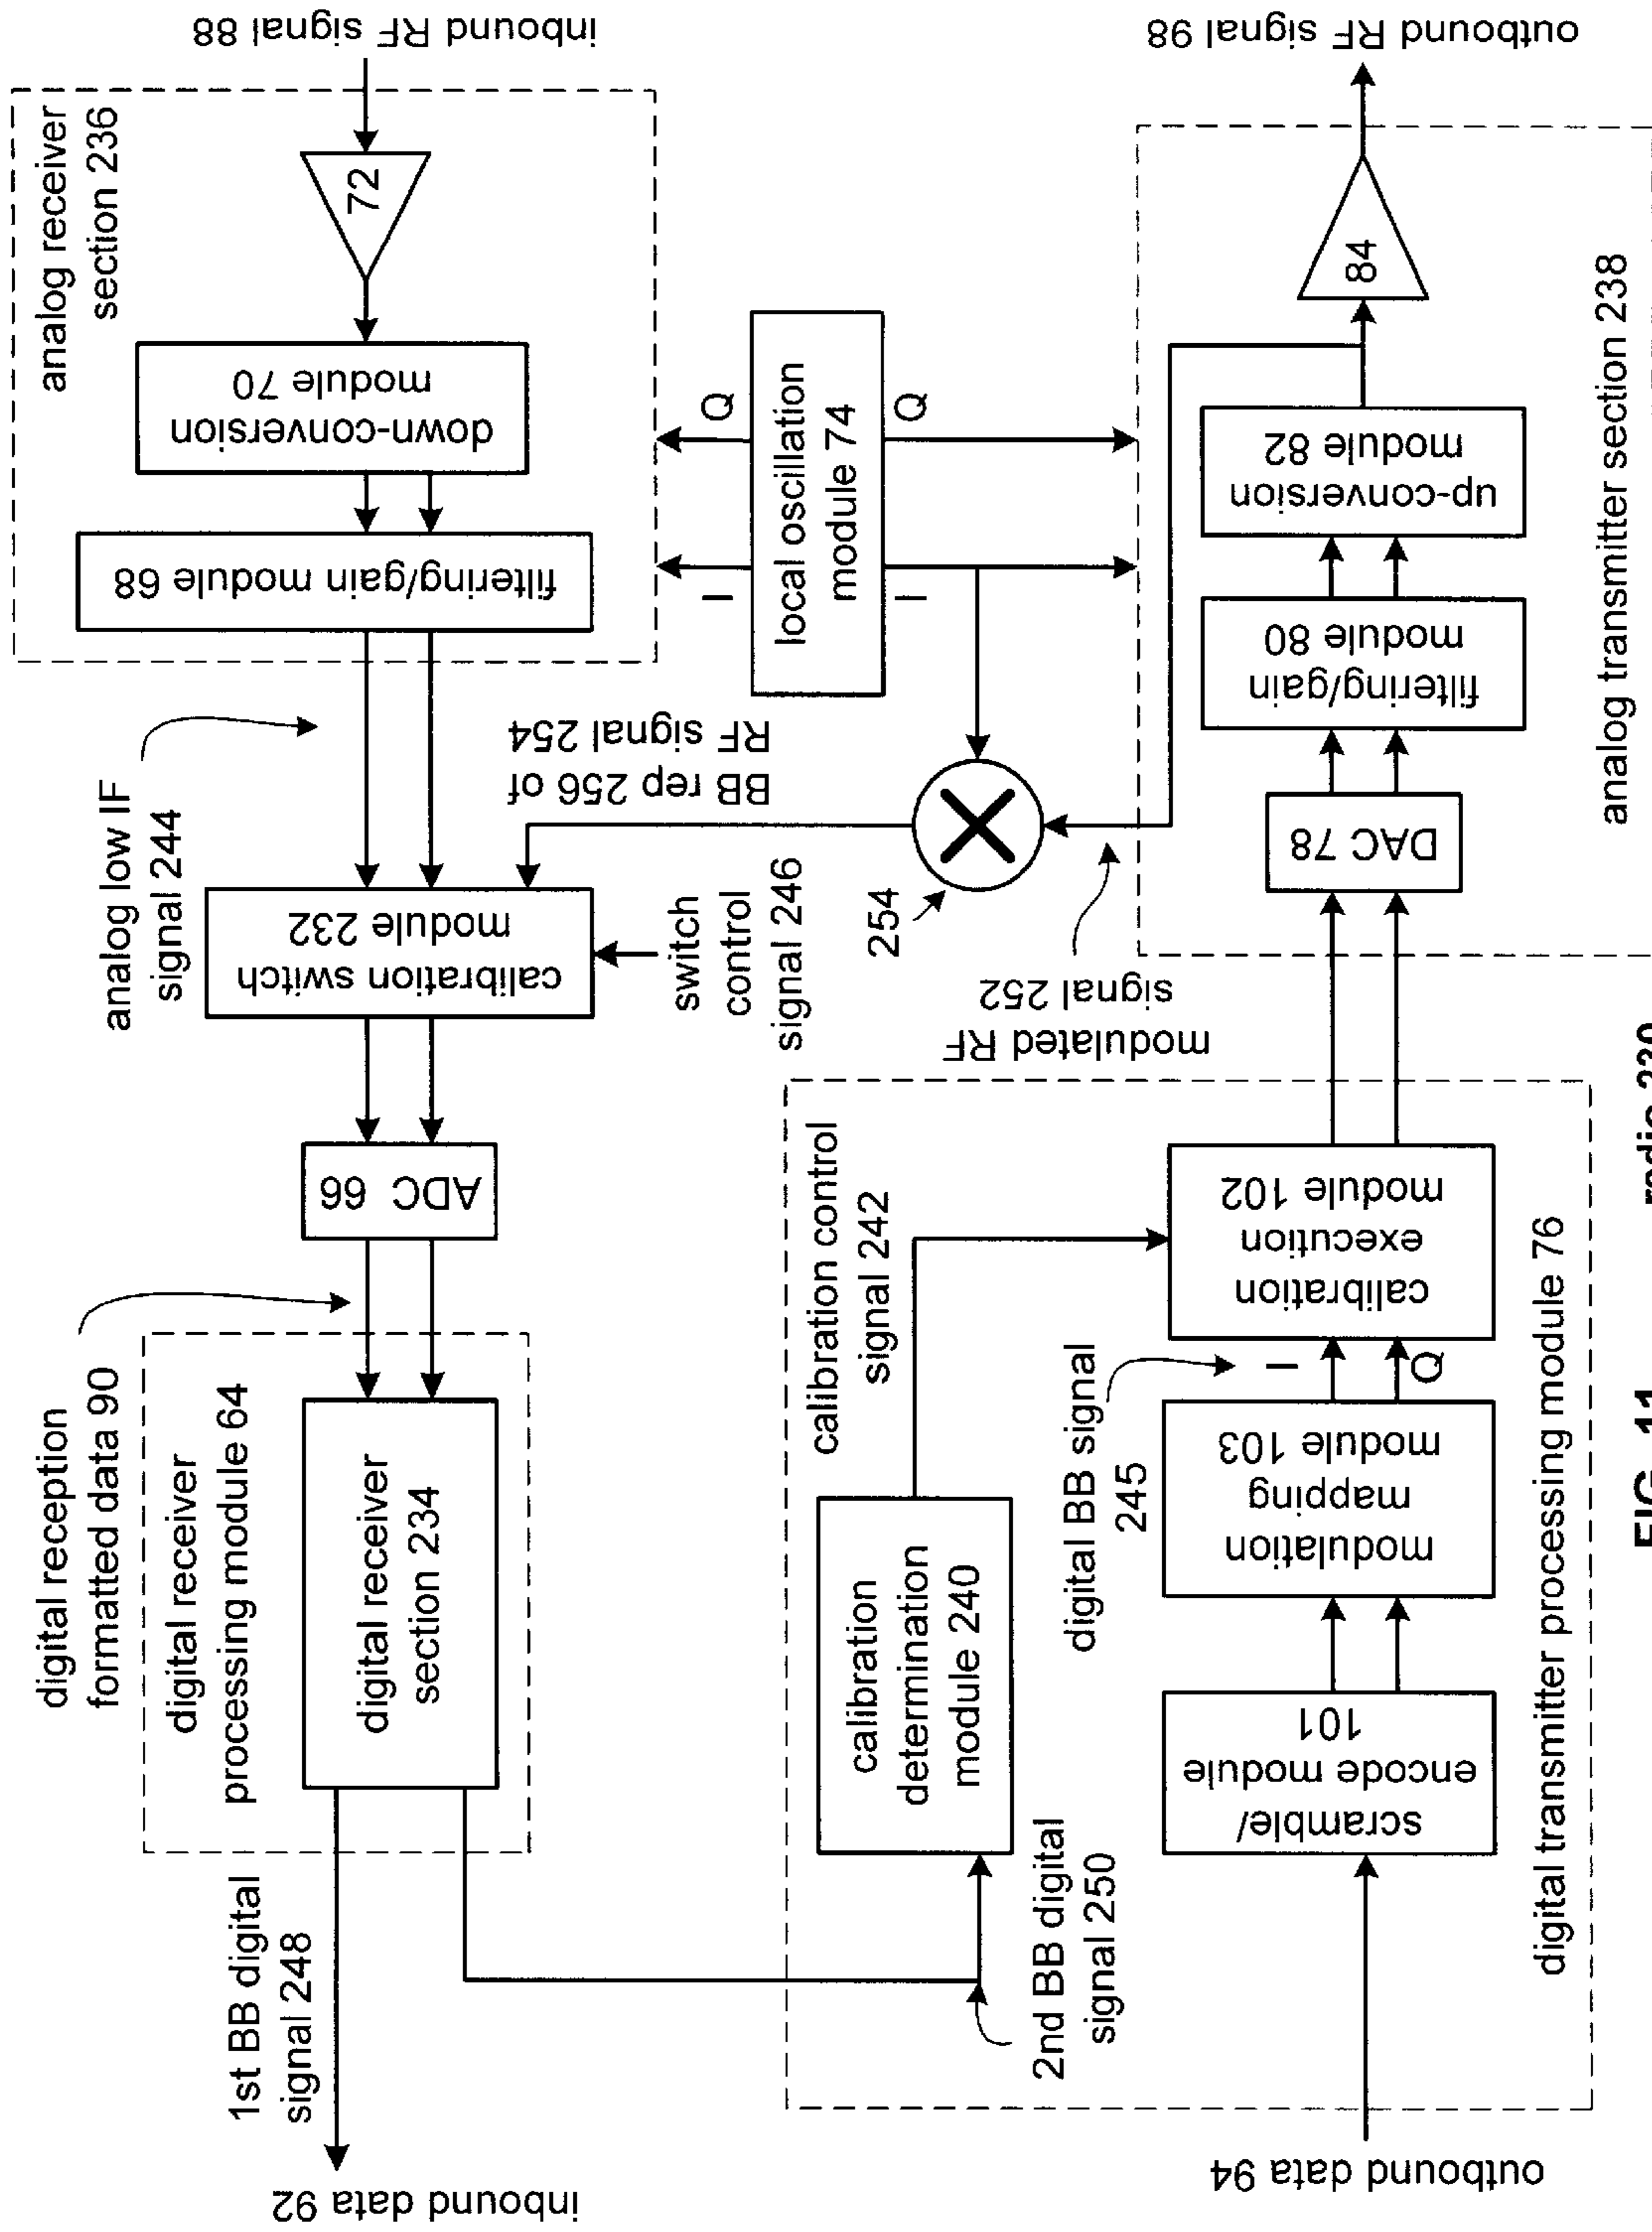 inbound RF signal 88
analog receiver
section 236
72
down-conversion
module 70
filtering/gain module 68
analog low IF
signal 244
calibration switch
module 232
ADC 66
digital reception
formatted data 90
digital receiver
processing module 64
digital receiver
section 234
1st BB digital
signal 248
inbound data 92
Q
I
local oscillation
module 74
Q
I
BB rep 256 of
RF signal 254
switch
control
signal 246
254
modulated RF
signal 252
calibration control
signal 242
calibration
determination
module 240
2nd BB digital
signal 250
digital BB signal
245
I
Q
outbound data 94
scramble/
encode module
101
modulation
mapping
module 103
calibration
execution
module 102
digital transmitter processing module 76
DAC 78
filtering/gain
module 80
up-conversion
module 82
84
outbound RF signal 98
analog transmitter section 238
FIG. 11
radio 230